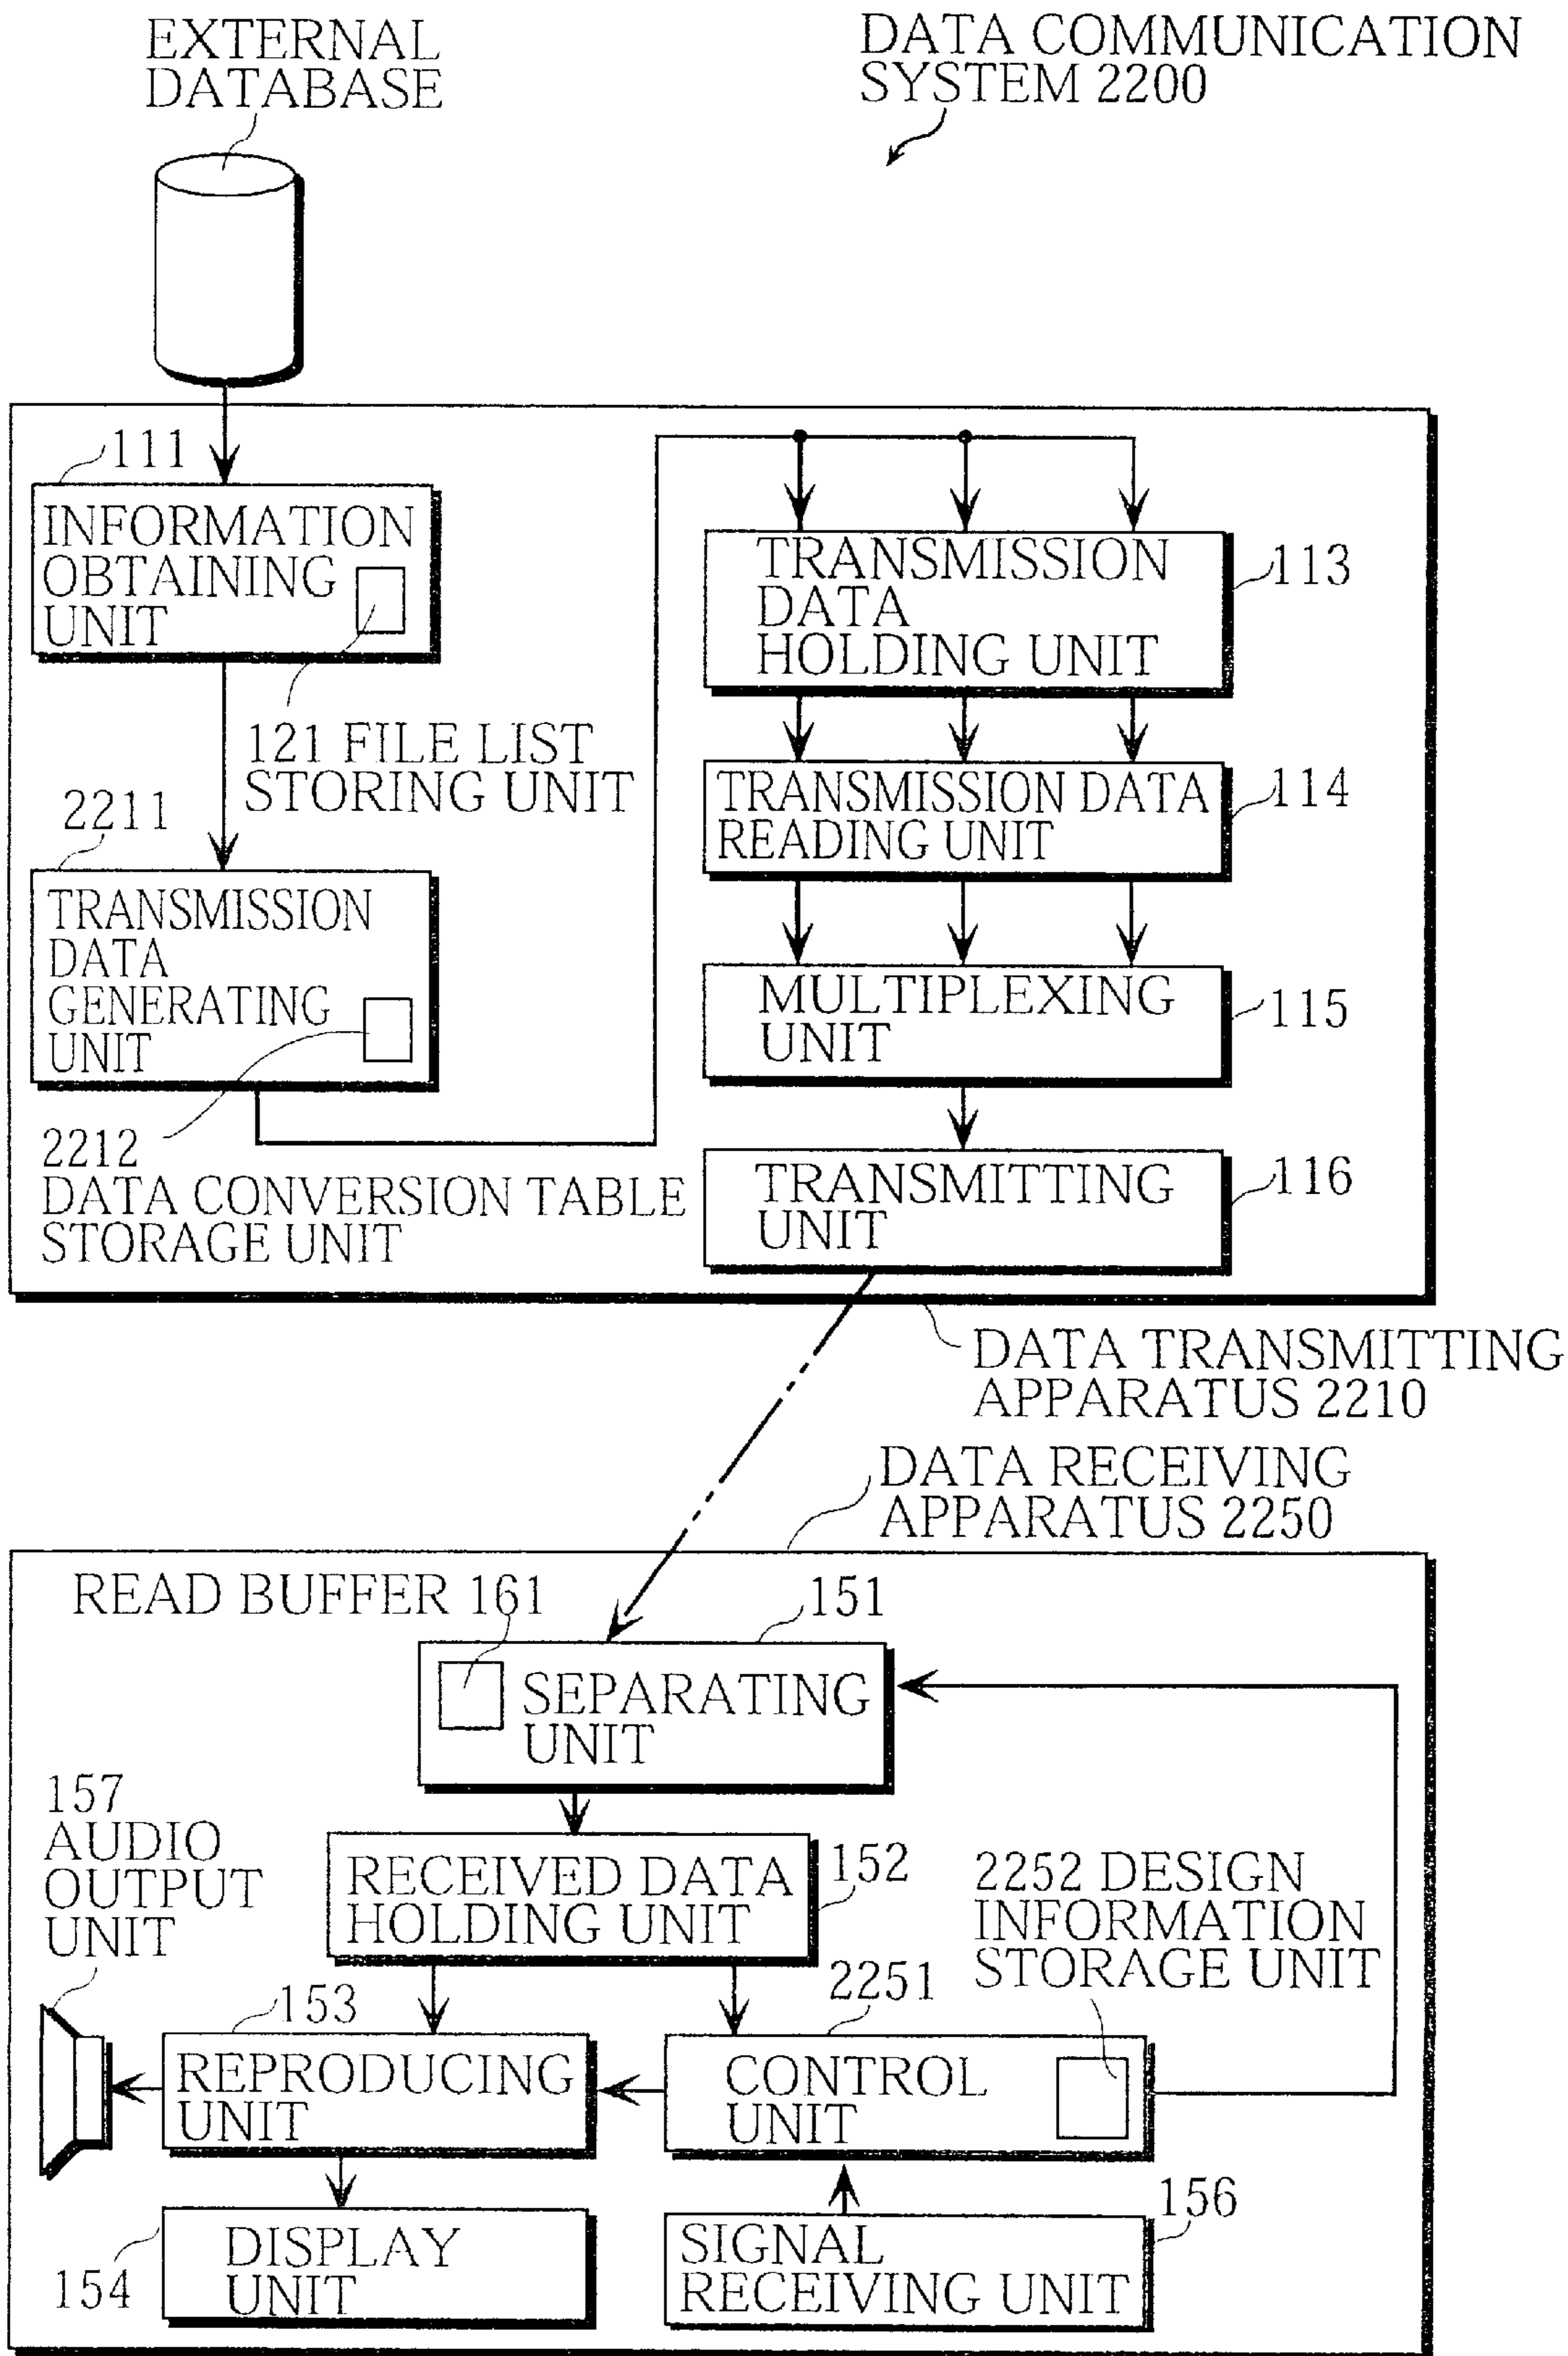 EXTERNAL
DATABASE
DATA COMMUNICATION
SYSTEM 2200
111
INFORMATION
OBTAINING
UNIT
121 FILE LIST
STORING UNIT
2211
TRANSMISSION
DATA
GENERATING
UNIT
2212
DATA CONVERSION TABLE
STORAGE UNIT
TRANSMISSION
DATA
HOLDING UNIT
113
TRANSMISSION DATA
READING UNIT
114
MULTIPLEXING
UNIT
115
TRANSMITTING
UNIT
116
DATA TRANSMITTING
APPARATUS 2210
DATA RECEIVING
APPARATUS 2250
READ BUFFER 161
151
SEPARATING
UNIT
157
AUDIO
OUTPUT
UNIT
RECEIVED DATA
HOLDING UNIT
152
2252 DESIGN
INFORMATION
STORAGE UNIT
153
REPRODUCING
UNIT
2251
CONTROL
UNIT
154
DISPLAY
UNIT
SIGNAL
RECEIVING UNIT
156